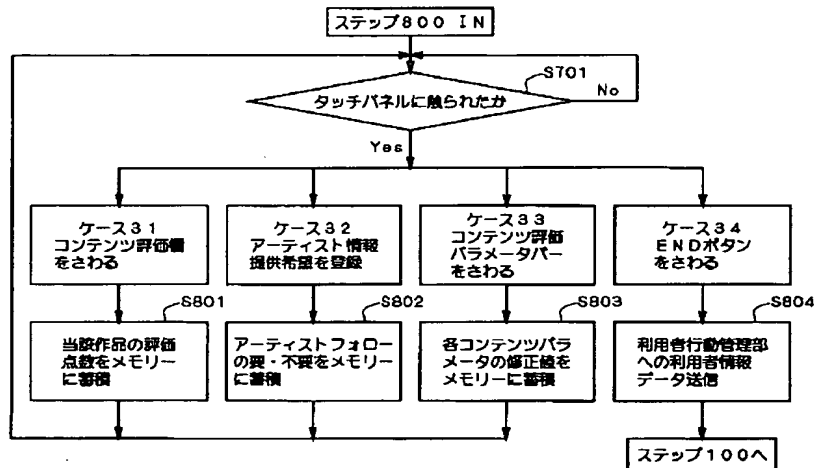 ステップ800 IN
S701
タッチパネルに触られたか
No
Yes
ケース31
コンテンツ評価欄
をさわる
ケース32
アーティスト情報
提供希望を登録
ケース33
コンテンツ評価
パラメータバー
をさわる
ケース34
ENDボタン
をさわる
S801
当該作品の評価
点数をメモリー
に蓄積
S802
アーティストフォロー
の要・不要をメモリー
に蓄積
S803
各コンテンツパラ
メータの修正値を
メモリーに蓄積
S804
利用者行動管理部
への利用者情報
データ送信
ステップ100へ